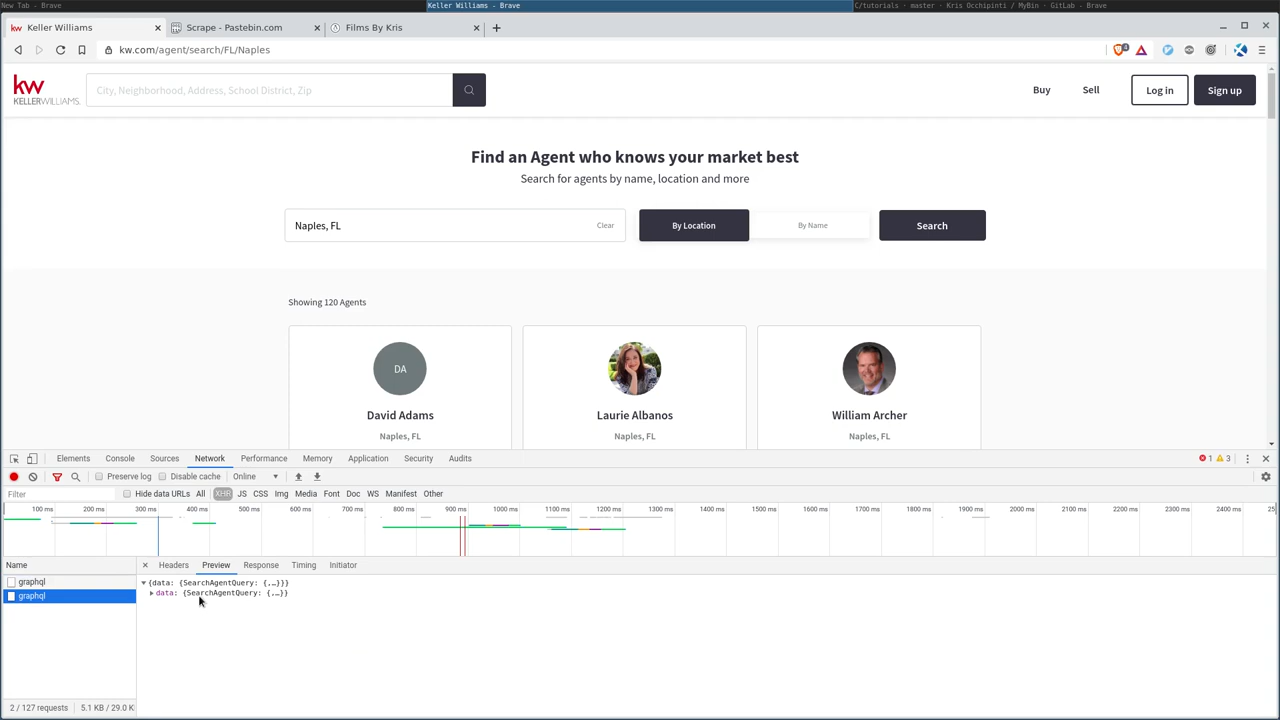 New Tab - Brave
Keller Williams - Brave
C/tutorials · master · Kris Occhipinti / MyBin · GitLab - Brave
Keller Williams
Scrape - Pastebin.com
Films By Kris
kw.com/agent/search/FL/Naples
4
kw
KELLERWILLIAMS.
City, Neighborhood, Address, School District, Zip
Buy
Sell
Log in
Sign up
Find an Agent who knows your market best
Search for agents by name, location and more
Naples, FL
Clear
By Location
By Name
Search
Showing 120 Agents
DA
David Adams
Naples, FL
Laurie Albanos
Naples, FL
William Archer
Naples, FL
Elements Console Sources Network Performance Memory Application Security Audits
1 3
Preserve log Disable cache Online
Filter Hide data URLs All XHR JS CSS Img Media Font Doc WS Manifest Other
100 ms 200 ms 300 ms 400 ms 500 ms 600 ms 700 ms 800 ms 900 ms 1000 ms 1100 ms 1200 ms 1300 ms 1400 ms 1500 ms 1600 ms 1700 ms 1800 ms 1900 ms 2000 ms 2100 ms 2200 ms 2300 ms 2400 ms 25
Name
Headers Preview Response Timing Initiator
graphql
graphql
{data: {SearchAgentQuery: {,…}}}
data: {SearchAgentQuery: {,…}}
2 / 127 requests 5.1 KB / 29.0 K